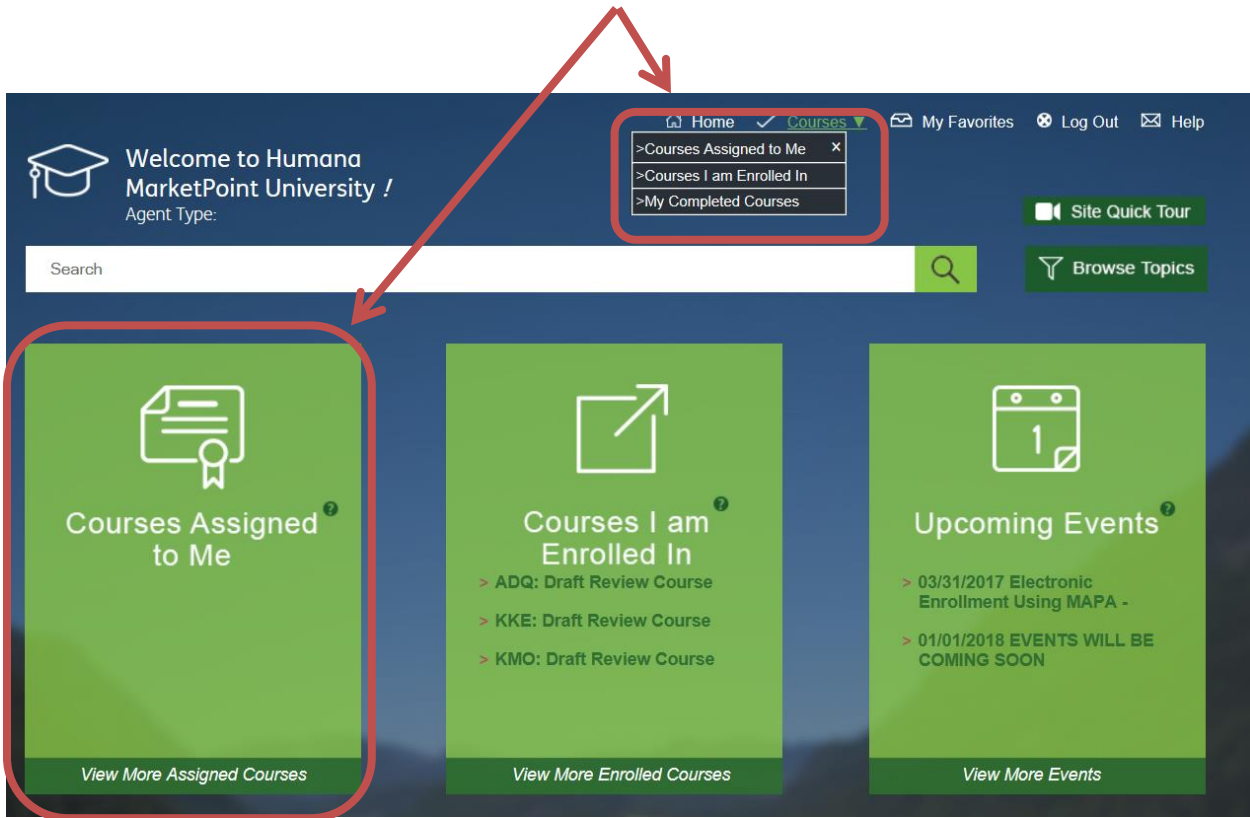 Home Courses ▼ My Favorites Log Out Help
>Courses Assigned to Me x
>Courses I am Enrolled In
>My Completed Courses
Welcome to Humana
MarketPoint University !
Agent Type:
Site Quick Tour
Search
Browse Topics
Courses Assigned ?
to Me
View More Assigned Courses
Courses I am ?
Enrolled In
> ADQ: Draft Review Course
> KKE: Draft Review Course
> KMO: Draft Review Course
View More Enrolled Courses
1
Upcoming Events ?
> 03/31/2017 Electronic
Enrollment Using MAPA -
> 01/01/2018 EVENTS WILL BE
COMING SOON
View More Events